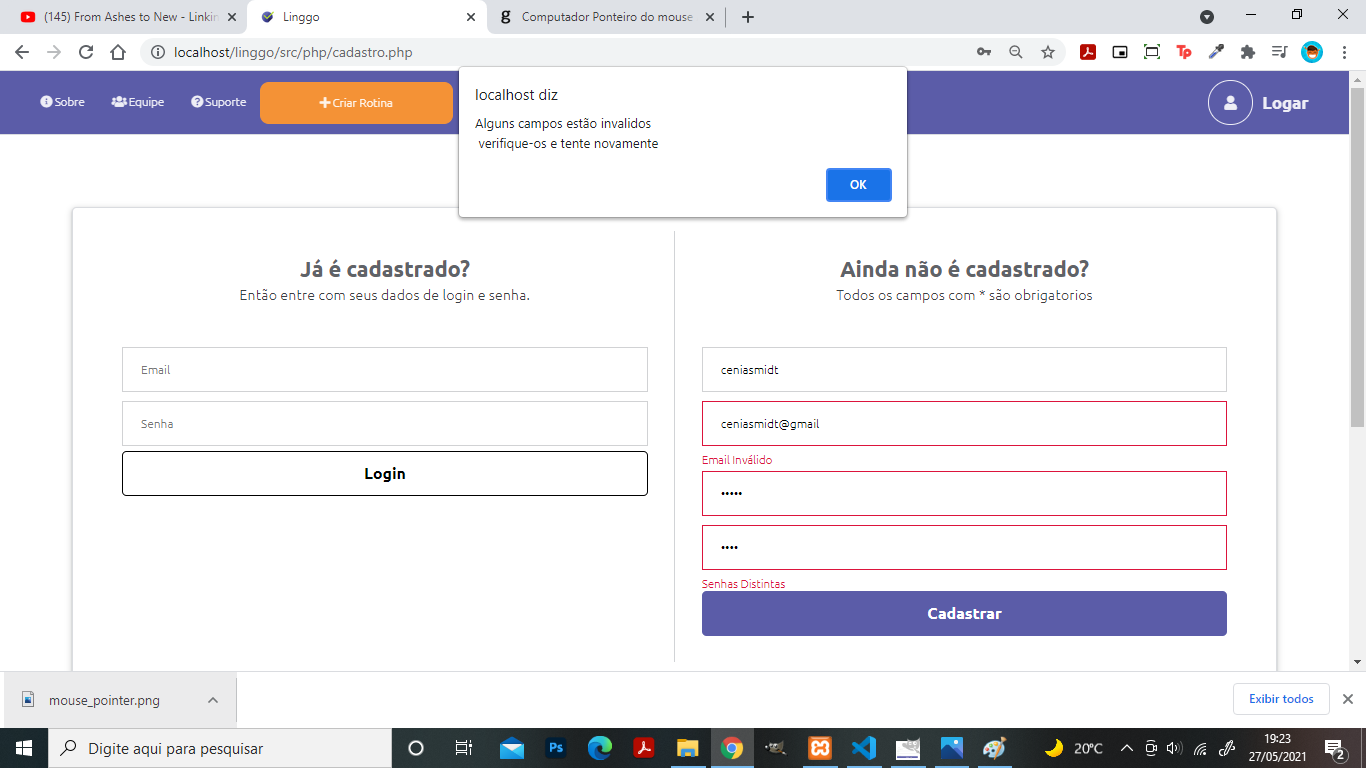 (145) From Ashes to New - Linkin
Linggo
Computador Ponteiro do mouse
localhost/linggo/src/php/cadastro.php
Sobre
Equipe
Suporte
Criar Rotina
Logar
localhost diz
Alguns campos estão invalidos
verifique-os e tente novamente
OK
Já é cadastrado?
Então entre com seus dados de login e senha.
Email
Senha
Login
Ainda não é cadastrado?
Todos os campos com * são obrigatorios
ceniasmidt
ceniasmidt@gmail
Email Inválido
•••••
••••
Senhas Distintas
Cadastrar
mouse_pointer.png
Exibir todos
Digite aqui para pesquisar
20ºC
19:23
27/05/2021
2